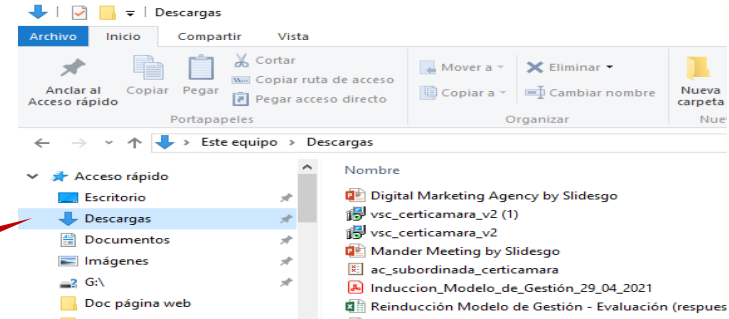 Descargas
Archivo Inicio Compartir Vista
Anclar al Acceso rápido
Copiar
Pegar
Cortar
Copiar ruta de acceso
Pegar acceso directo
Portapapeles
Mover a
Copiar a
Eliminar
Cambiar nombre
Organizar
Nueva carpeta
Este equipo > Descargas
Acceso rápido
Escritorio
Descargas
Documentos
Imágenes
G:\
Doc página web
Nombre
Digital Marketing Agency by Slidesgo
vsc_certicamara_v2 (1)
vsc_certicamara_v2
Mander Meeting by Slidesgo
ac_subordinada_certicamara
Induccion_Modelo_de_Gestión_29_04_2021
Reinducción Modelo de Gestión - Evaluación (respues